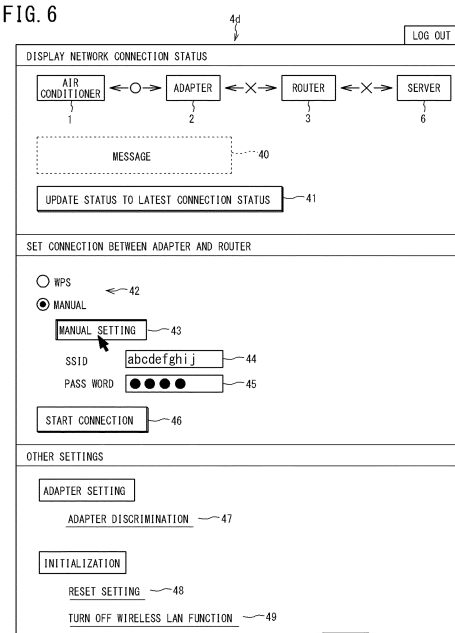 FIG. 6
4d
LOG OUT
DISPLAY NETWORK CONNECTION STATUS
AIR CONDITIONER ADAPTER ROUTER SERVER
1 2 3 6
MESSAGE 40
UPDATE STATUS TO LATEST CONNECTION STATUS 41
SET CONNECTION BETWEEN ADAPTER AND ROUTER
WPS
42
MANUAL
MANUAL SETTING 43
SSID abcdefghij 44
PASS WORD ●●●● 45
START CONNECTION 46
OTHER SETTINGS
ADAPTER SETTING
ADAPTER DISCRIMINATION 47
INITIALIZATION
RESET SETTING 48
TURN OFF WIRELESS LAN FUNCTION 49